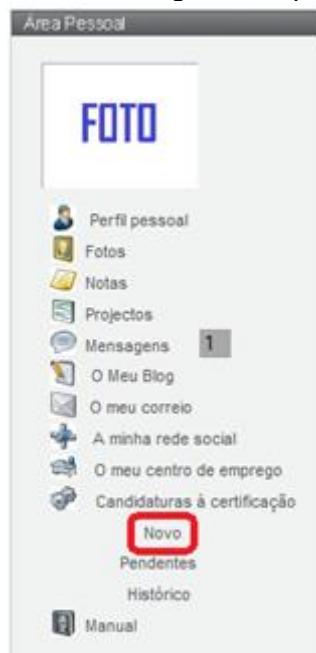 Área Pessoal
FOTO
Perfil pessoal
Fotos
Notas
Projectos
Mensagens 1
O Meu Blog
O meu correio
A minha rede social
O meu centro de emprego
Candidaturas à certificação
Novo
Pendentes
Histórico
Manual